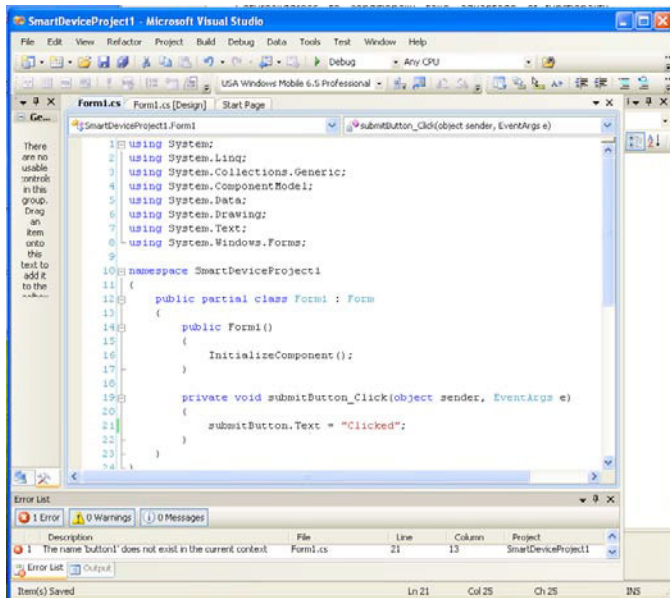 SmartDeviceProject1 - Microsoft Visual Studio
File Edit View Refactor Project Build Debug Data Tools Test Window Help
Debug Any CPU
USA Windows Mobile 6.5 Professional
Ge...
There
are no
usable
controls
in this
group.
Drag
an
item
onto
this
text to
add it
to the
Form1.cs Form1.cs [Design] Start Page
SmartDeviceProject1.Form1 submitButton_Click(object sender, EventArgs e)
1 using System;
2 using System.Linq;
3 using System.Collections.Generic;
4 using System.ComponentModel;
5 using System.Data;
6 using System.Drawing;
7 using System.Text;
8 using System.Windows.Forms;
9
10 namespace SmartDeviceProject1
11 {
12 public partial class Form1 : Form
13 {
14 public Form1()
15 {
16 InitializeComponent();
17 }
18
19 private void submitButton_Click(object sender, EventArgs e)
20 {
21 submitButton.Text = "Clicked";
22 }
23 }
24 }
Error List
1 Error 0 Warnings 0 Messages
Description File Line Column Project
1 The name 'button1' does not exist in the current context Form1.cs 21 13 SmartDeviceProject1
Error List Output
Item(s) Saved Ln 21 Col 25 Ch 25 INS